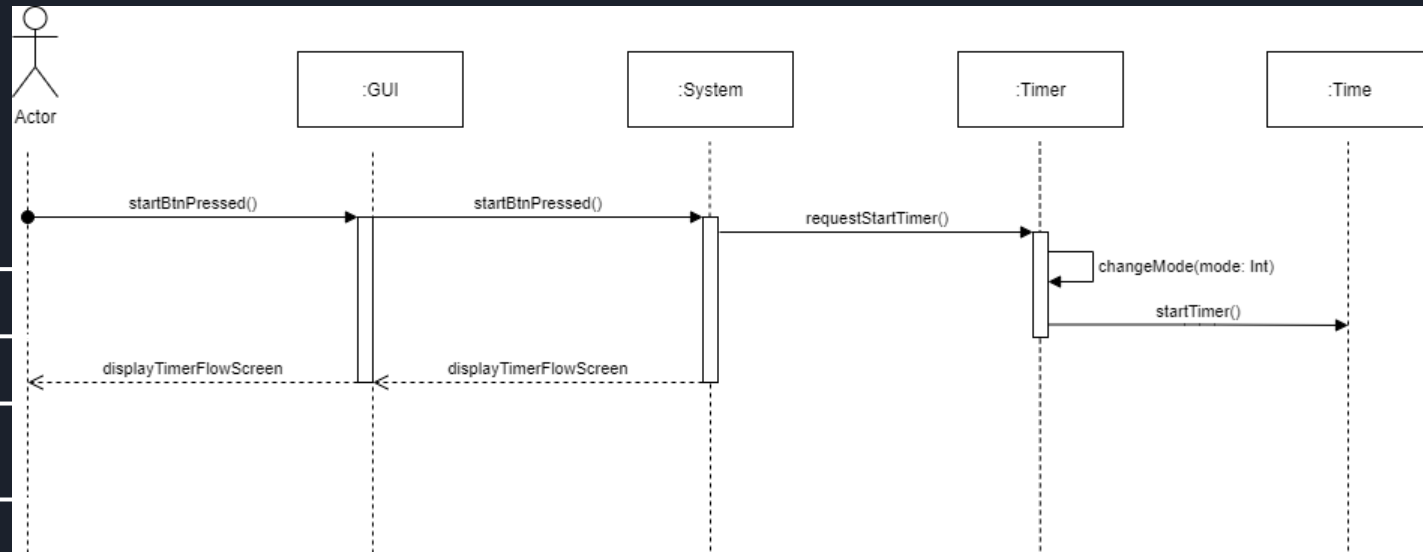 :GUI
:System
:Timer
:Time
Actor
startBtnPressed()
startBtnPressed()
requestStartTimer()
changeMode(mode: Int)
startTimer()
displayTimerFlowScreen
displayTimerFlowScreen